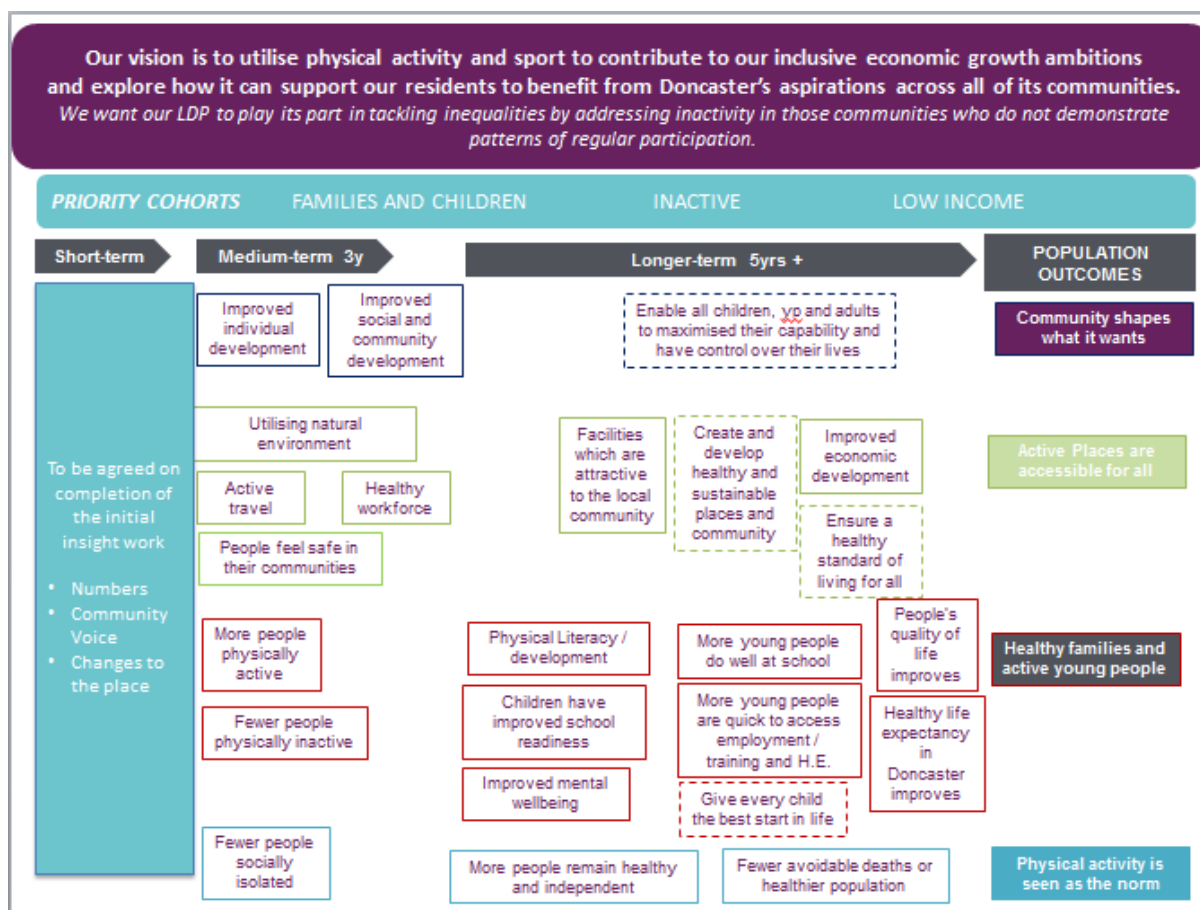 Our vision is to utilise physical activity and sport to contribute to our inclusive economic growth ambitions
and explore how it can support our residents to benefit from Doncaster's aspirations across all of its communities.
We want our LDP to play its part in tackling inequalities by addressing inactivity in those communities who do not demonstrate
patterns of regular participation.
PRIORITY COHORTS FAMILIES AND CHILDREN INACTIVE LOW INCOME
Short-term
Medium-term 3y
Longer-term 5yrs +
POPULATION
OUTCOMES
To be agreed on
completion of
the initial
insight work
• Numbers
• Community
Voice
• Changes to
the place
Improved
individual
development
Improved
social and
community
development
Enable all children, yp and adults
to maximised their capability and
have control over their lives
Community shapes
what it wants
Utilising natural
environment
Active
travel
Healthy
workforce
People feel safe in
their communities
Facilities
which are
attractive
to the local
community
Create and
develop
healthy and
sustainable
places and
community
Improved
economic
development
Ensure a
healthy
standard of
living for all
Active Places are
accessible for all
More people
physically
active
Fewer people
physically inactive
Physical Literacy /
development
Children have
improved school
readiness
Improved mental
wellbeing
More young people
do well at school
More young people
are quick to access
employment /
training and H.E.
Give every child
the best start in life
People's
quality of
life
improves
Healthy life
expectancy
in
Doncaster
improves
Healthy families and
active young people
Fewer people
socially
isolated
More people remain healthy
and independent
Fewer avoidable deaths or
healthier population
Physical activity is
seen as the norm